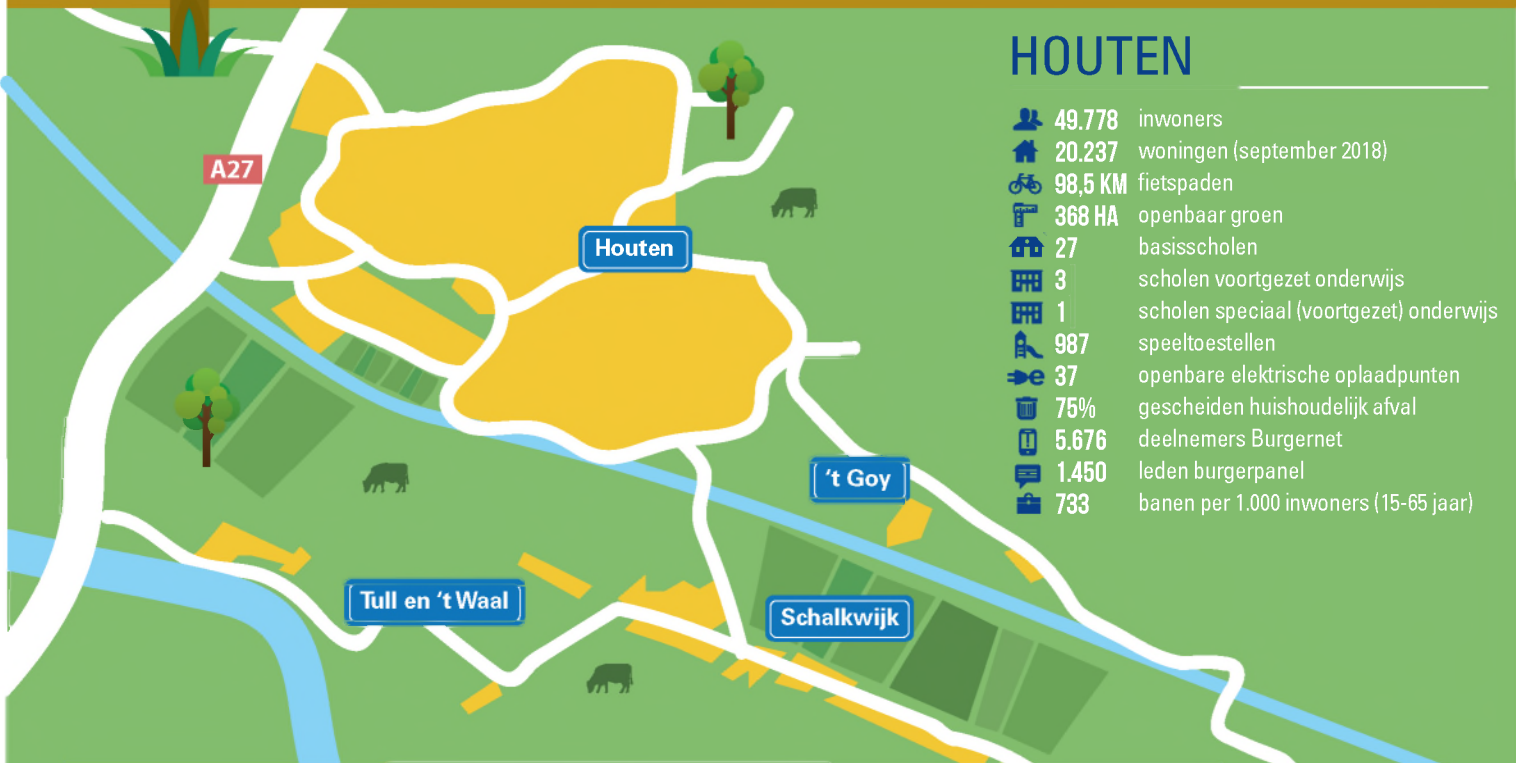 HOUTEN
49.778 inwoners
20.237 woningen (september 2018)
98,5 KM fietspaden
368 HA openbaar groen
27 basisscholen
3 scholen voortgezet onderwijs
1 scholen speciaal (voortgezet) onderwijs
987 speeltoestellen
37 openbare elektrische oplaadpunten
75% gescheiden huishoudelijk afval
5.676 deelnemers Burgernet
1.450 leden burgerpanel
733 banen per 1.000 inwoners (15-65 jaar)
A27
Houten
‘t Goy
Tull en ‘t Waal
Schalkwijk